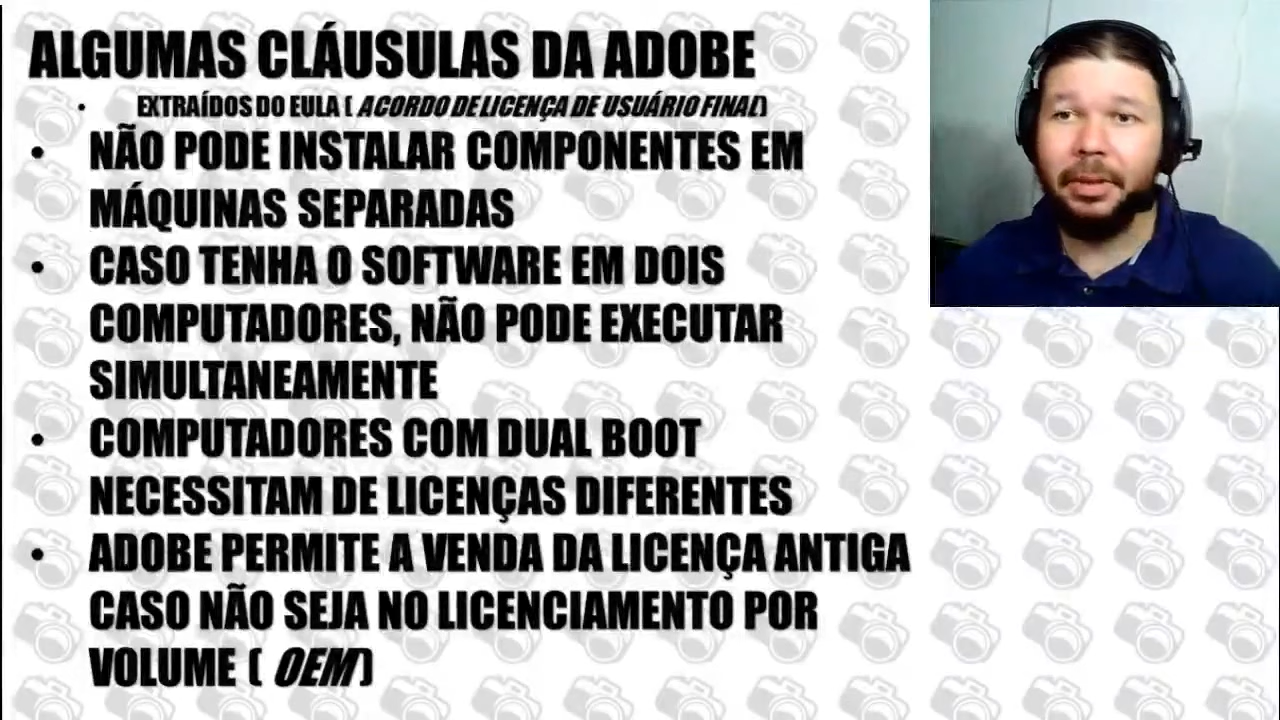 ALGUMAS CLÁUSULAS DA ADOBE
• EXTRAÍDOS DO EULA ( ACORDO DE LICENÇA DE USUÁRIO FINAL)
• NÃO PODE INSTALAR COMPONENTES EM
MÁQUINAS SEPARADAS
• CASO TENHA O SOFTWARE EM DOIS
COMPUTADORES, NÃO PODE EXECUTAR
SIMULTANEAMENTE
• COMPUTADORES COM DUAL BOOT
NECESSITAM DE LICENÇAS DIFERENTES
• ADOBE PERMITE A VENDA DA LICENÇA ANTIGA
CASO NÃO SEJA NO LICENCIAMENTO POR
VOLUME ( OEM )